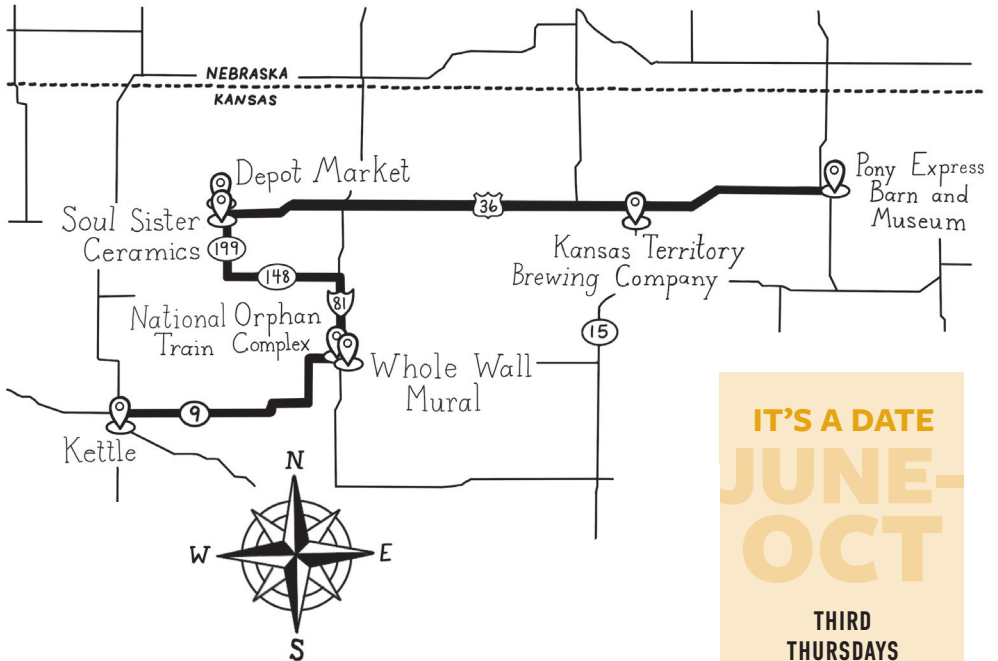 NEBRASKA
KANSAS
Depot Market
Pony Express
Barn and
Museum
36
Soul Sister
Ceramics
199
Kansas Territory
Brewing Company
148
81
National Orphan
Train Complex
15
Whole Wall
Mural
9
Kettle
N
W
E
S
IT'S A DATE
JUNE-
OCT
THIRD
THURSDAYS